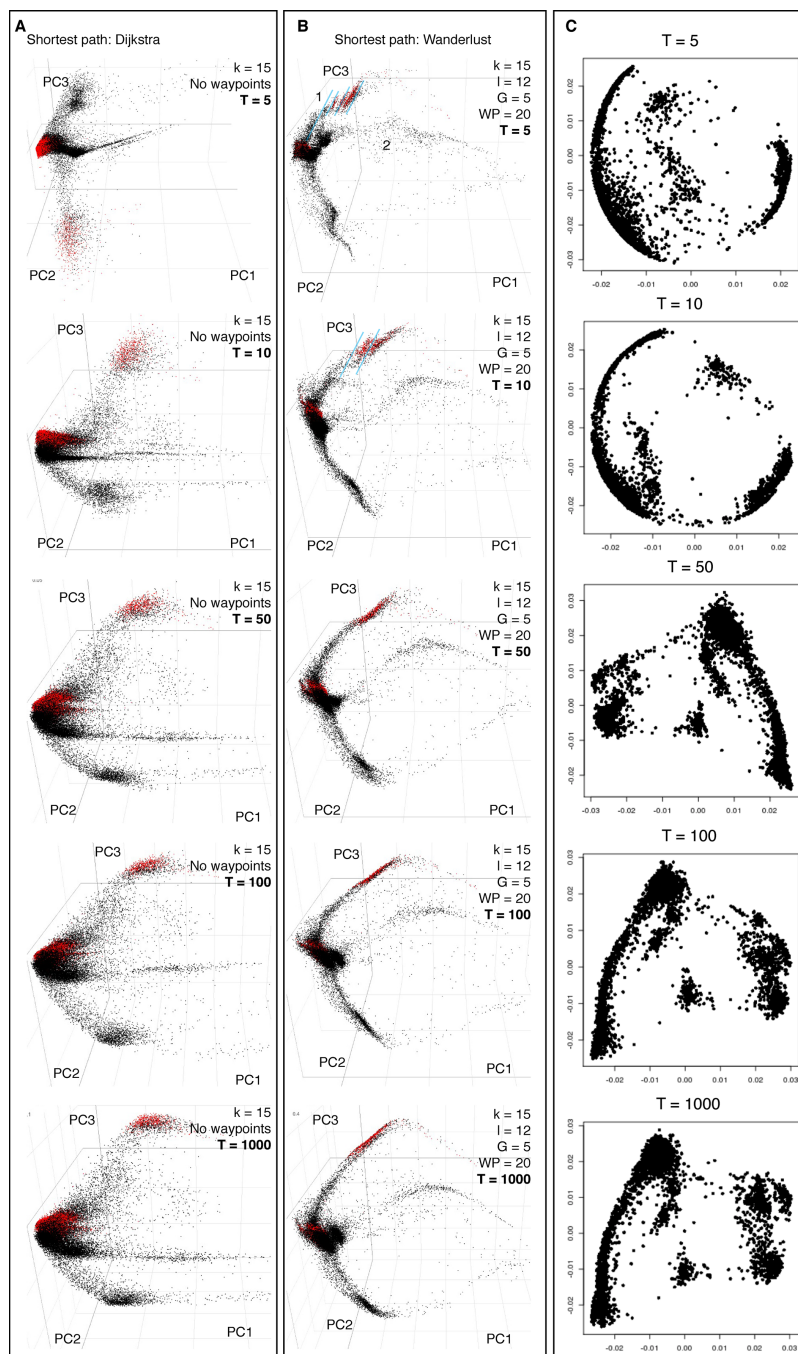 A
Shortest path: Dijkstra
k = 15
No waypoints
T = 5
PC3
PC2
PC1
k = 15
No waypoints
T = 10
PC3
PC2
PC1
k = 15
No waypoints
T = 50
PC3
PC2
PC1
k = 15
No waypoints
T = 100
PC3
PC2
PC1
k = 15
No waypoints
T = 1000
PC3
PC2
PC1
B
Shortest path: Wanderlust
k = 15
l = 12
G = 5
WP = 20
T = 5
PC3
1
2
PC2
PC1
k = 15
l = 12
G = 5
WP = 20
T = 10
PC3
PC2
PC1
k = 15
l = 12
G = 5
WP = 20
T = 50
PC3
PC2
PC1
k = 15
l = 12
G = 5
WP = 20
T = 100
PC3
PC2
PC1
0.4
k = 15
l = 12
G = 5
WP = 20
T = 1000
PC3
PC2
PC1
C
T = 5
0.02
0.01
0.00
-0.01
-0.02
-0.03
-0.02 -0.01 0.00 0.01 0.02
T = 10
0.02
0.01
0.00
-0.01
-0.02
-0.02 -0.01 0.00 0.01 0.02
T = 50
0.03
0.02
0.01
0.00
-0.01
-0.02
-0.03 -0.02 -0.01 0.00 0.01 0.02
T = 100
0.03
0.02
0.01
0.00
-0.01
-0.02
-0.02 -0.01 0.00 0.01 0.02 0.03
T = 1000
0.03
0.02
0.01
0.00
-0.01
-0.02
-0.02 -0.01 0.00 0.01 0.02 0.03